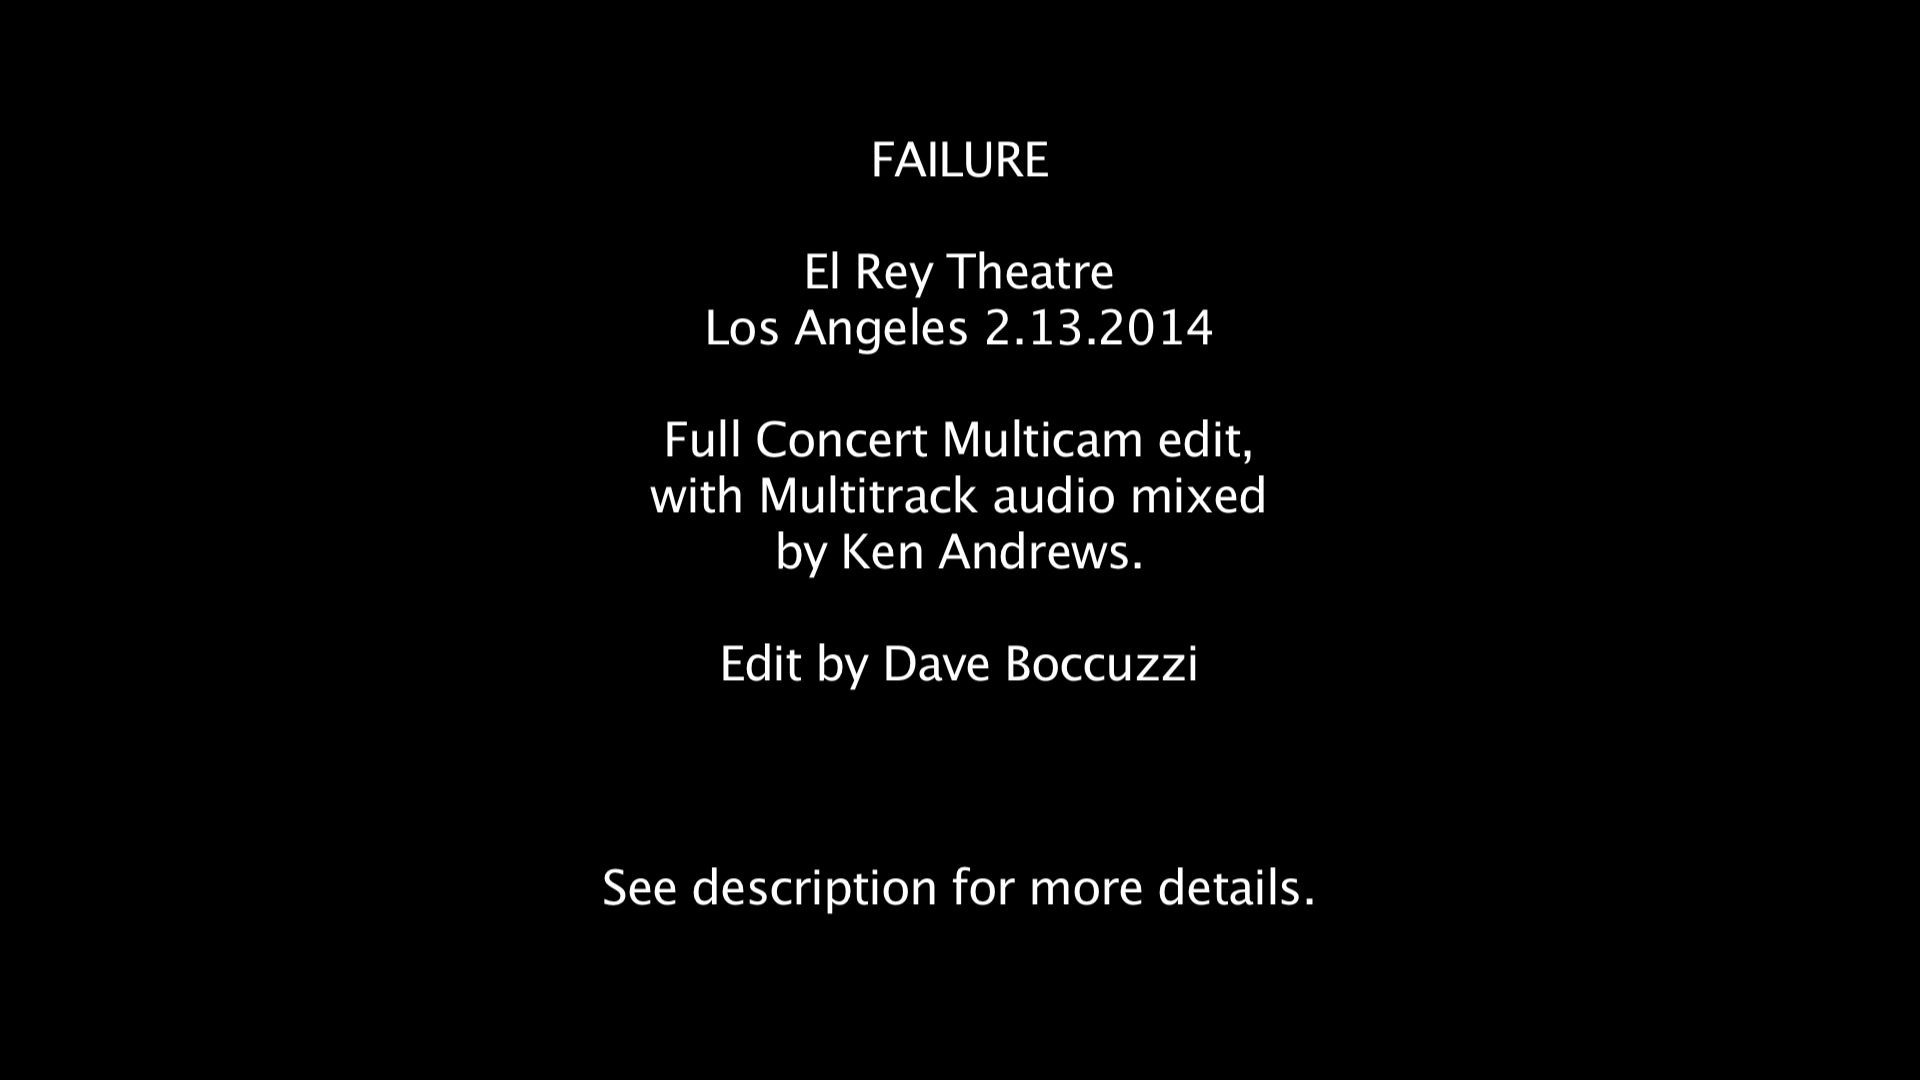 FAILURE
El Rey Theatre
Los Angeles 2.13.2014
Full Concert Multicam edit,
with Multitrack audio mixed
by Ken Andrews.
Edit by Dave Boccuzzi
See description for more details.